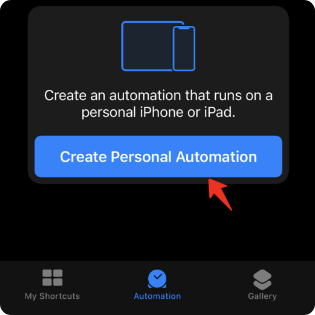 Create an automation that runs on a
personal iPhone or iPad.
Create Personal Automation
My Shortcuts
Automation
Gallery